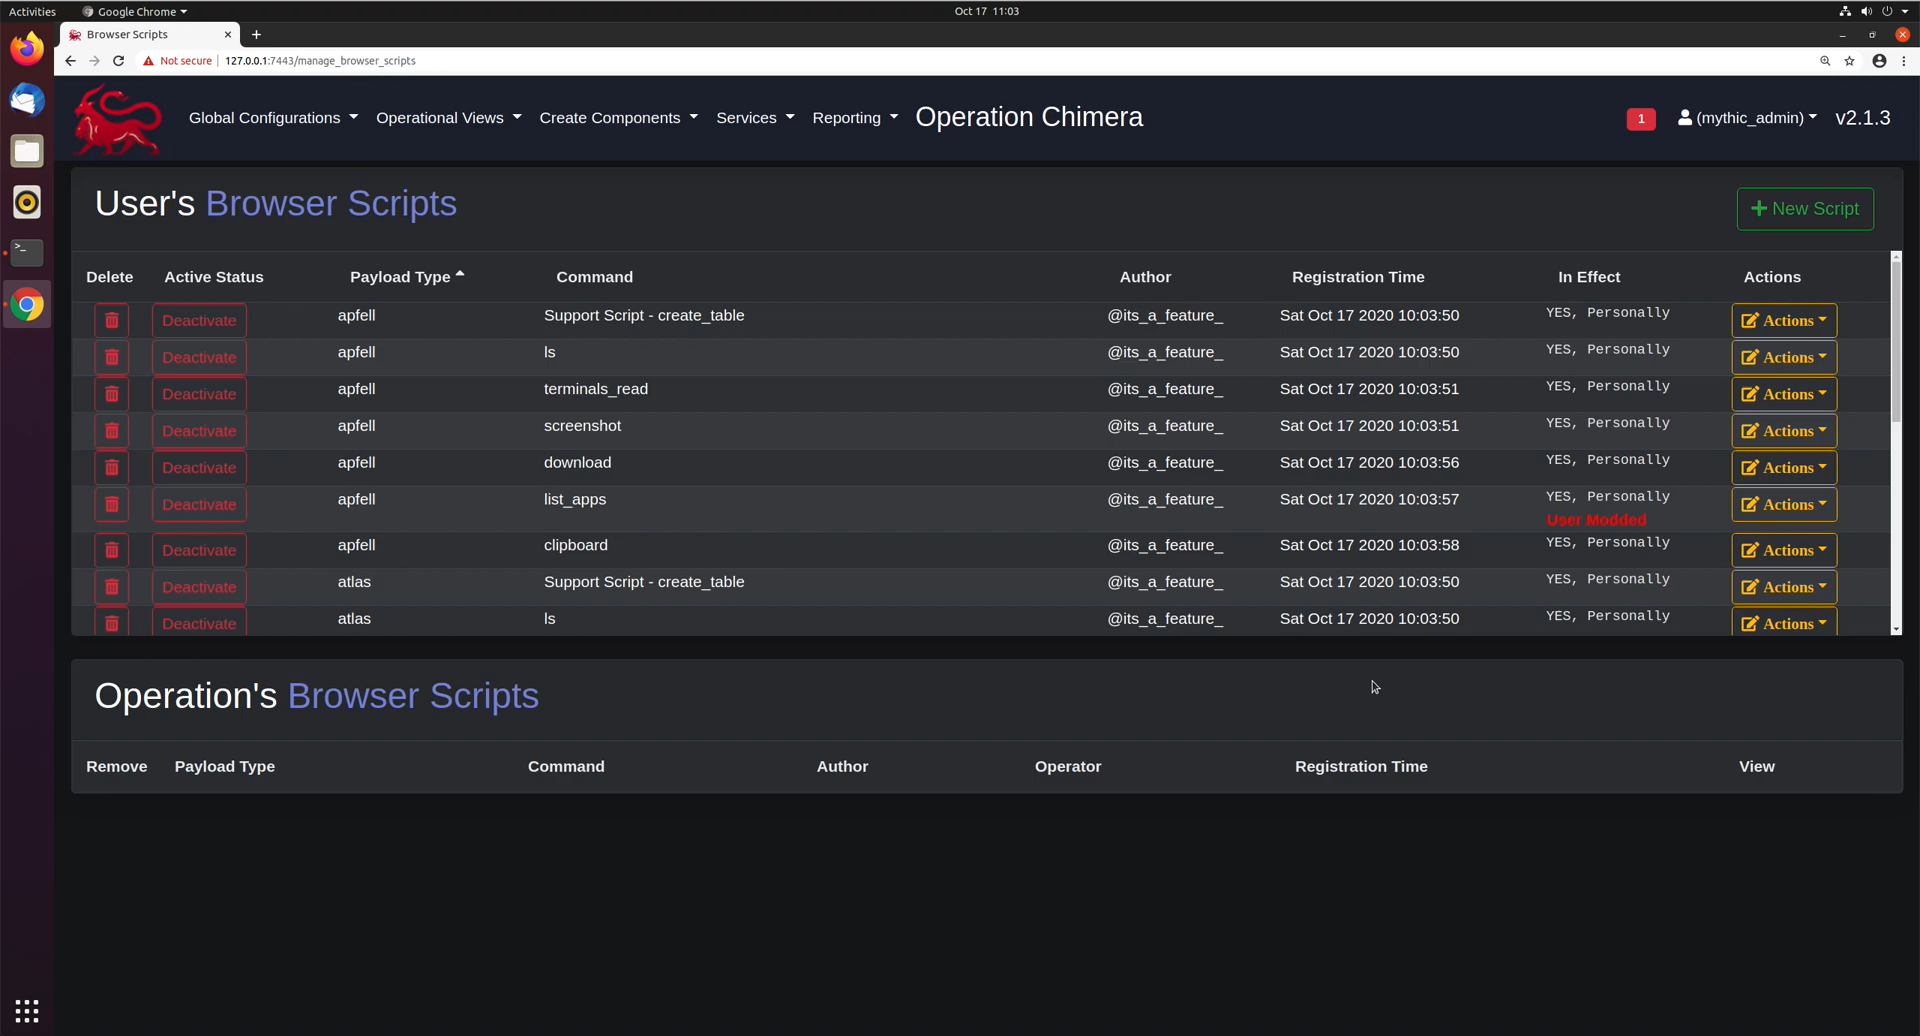 Activities Google Chrome Oct 17 11:03
Browser Scripts
Not secure 127.0.0.1:7443/manage_browser_scripts
Global Configurations Operational Views Create Components Services Reporting Operation Chimera 1 (mythic_admin) v2.1.3
User's Browser Scripts
New Script
Delete Active Status Payload Type Command Author Registration Time In Effect Actions
Deactivate apfell Support Script - create_table @its_a_feature_ Sat Oct 17 2020 10:03:50 YES, Personally Actions
Deactivate apfell ls @its_a_feature_ Sat Oct 17 2020 10:03:50 YES, Personally Actions
Deactivate apfell terminals_read @its_a_feature_ Sat Oct 17 2020 10:03:51 YES, Personally Actions
Deactivate apfell screenshot @its_a_feature_ Sat Oct 17 2020 10:03:51 YES, Personally Actions
Deactivate apfell download @its_a_feature_ Sat Oct 17 2020 10:03:56 YES, Personally Actions
Deactivate apfell list_apps @its_a_feature_ Sat Oct 17 2020 10:03:57 YES, Personally Actions
User Modded
Deactivate apfell clipboard @its_a_feature_ Sat Oct 17 2020 10:03:58 YES, Personally Actions
Deactivate atlas Support Script - create_table @its_a_feature_ Sat Oct 17 2020 10:03:50 YES, Personally Actions
Deactivate atlas ls @its_a_feature_ Sat Oct 17 2020 10:03:50 YES, Personally Actions
Operation's Browser Scripts
Remove Payload Type Command Author Operator Registration Time View